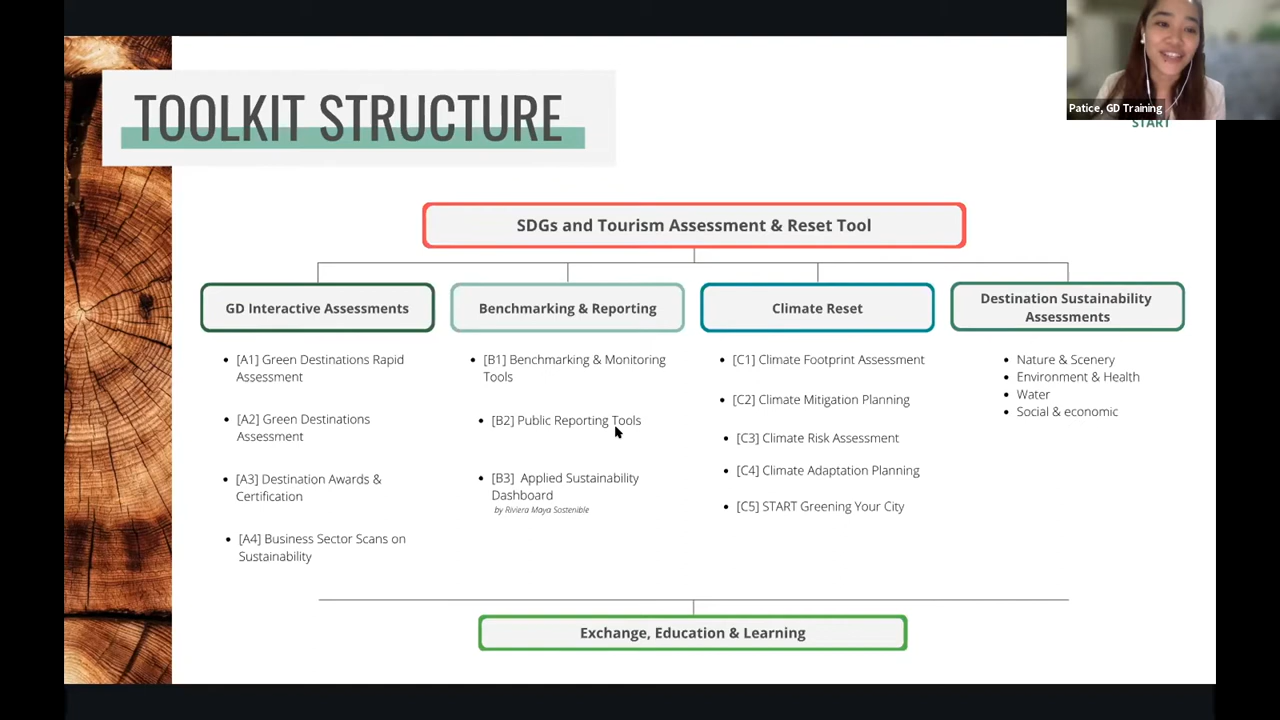 TOOLKIT STRUCTURE
Patice, GD Training
START
SDGs and Tourism Assessment & Reset Tool
GD Interactive Assessments
• [A1] Green Destinations Rapid
Assessment
• [A2] Green Destinations
Assessment
• [A3] Destination Awards &
Certification
• [A4] Business Sector Scans on
Sustainability
Benchmarking & Reporting
• [B1] Benchmarking & Monitoring
Tools
• [B2] Public Reporting Tools
• [B3] Applied Sustainability
Dashboard
by Riviera Maya Sostenible
Climate Reset
• [C1] Climate Footprint Assessment
• [C2] Climate Mitigation Planning
• [C3] Climate Risk Assessment
• [C4] Climate Adaptation Planning
• [C5] START Greening Your City
Destination Sustainability
Assessments
• Nature & Scenery
• Environment & Health
• Water
• Social & economic
Exchange, Education & Learning